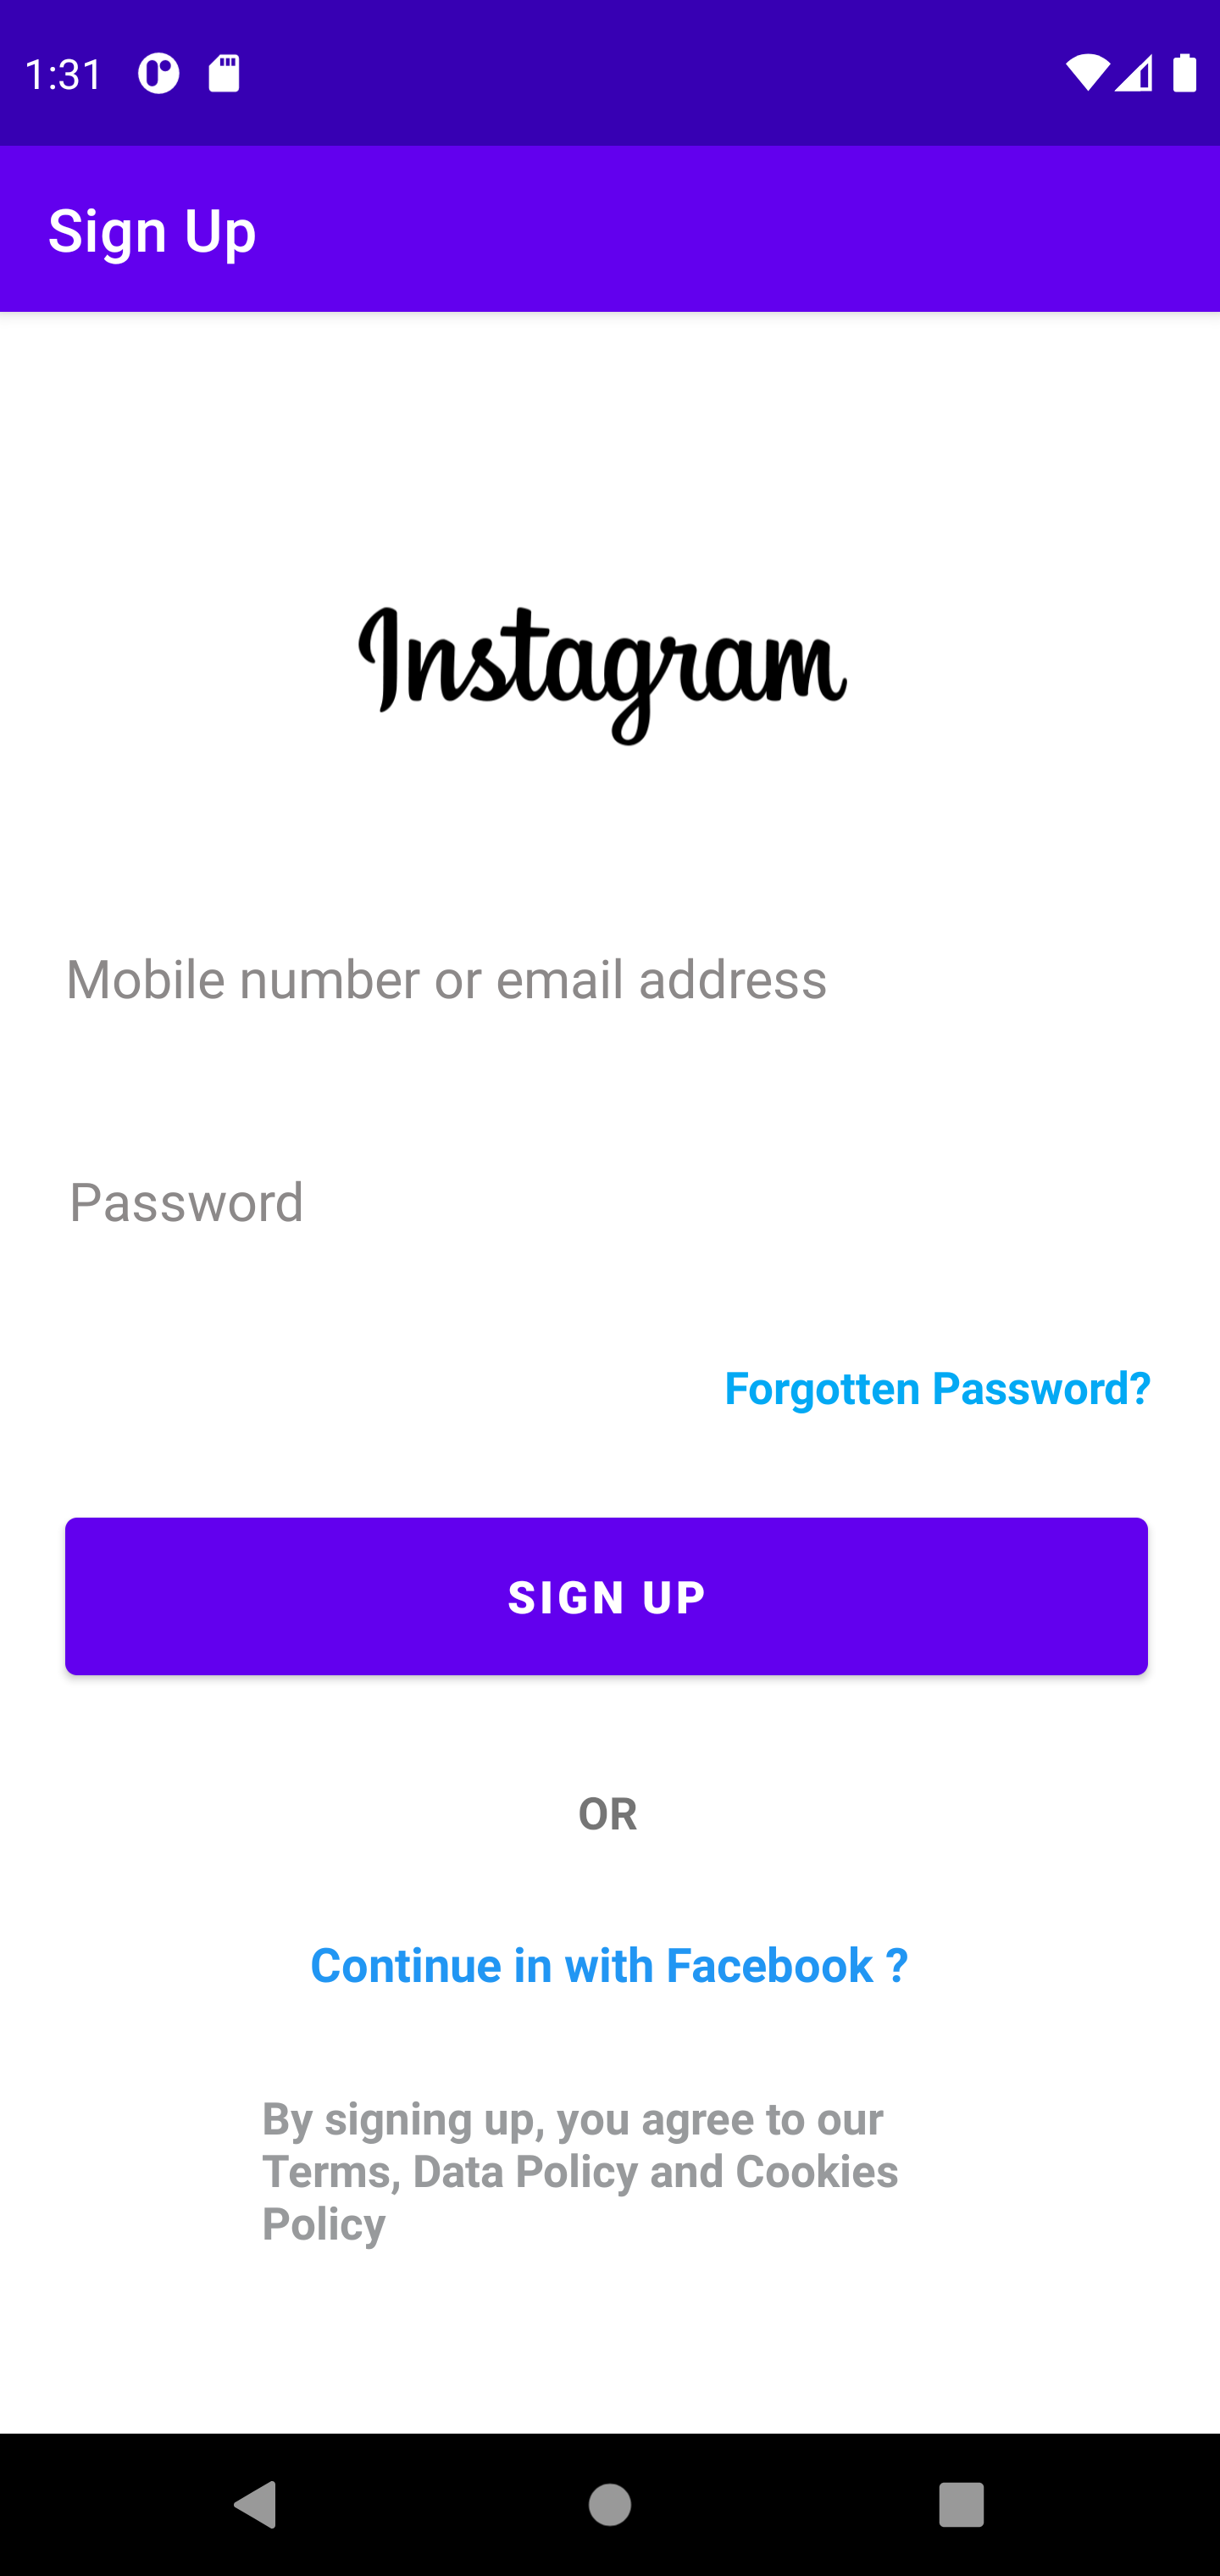 1:31
Sign Up
Instagram
Mobile number or email address
Password
Forgotten Password?
SIGN UP
OR
Continue in with Facebook ?
By signing up, you agree to our
Terms, Data Policy and Cookies
Policy